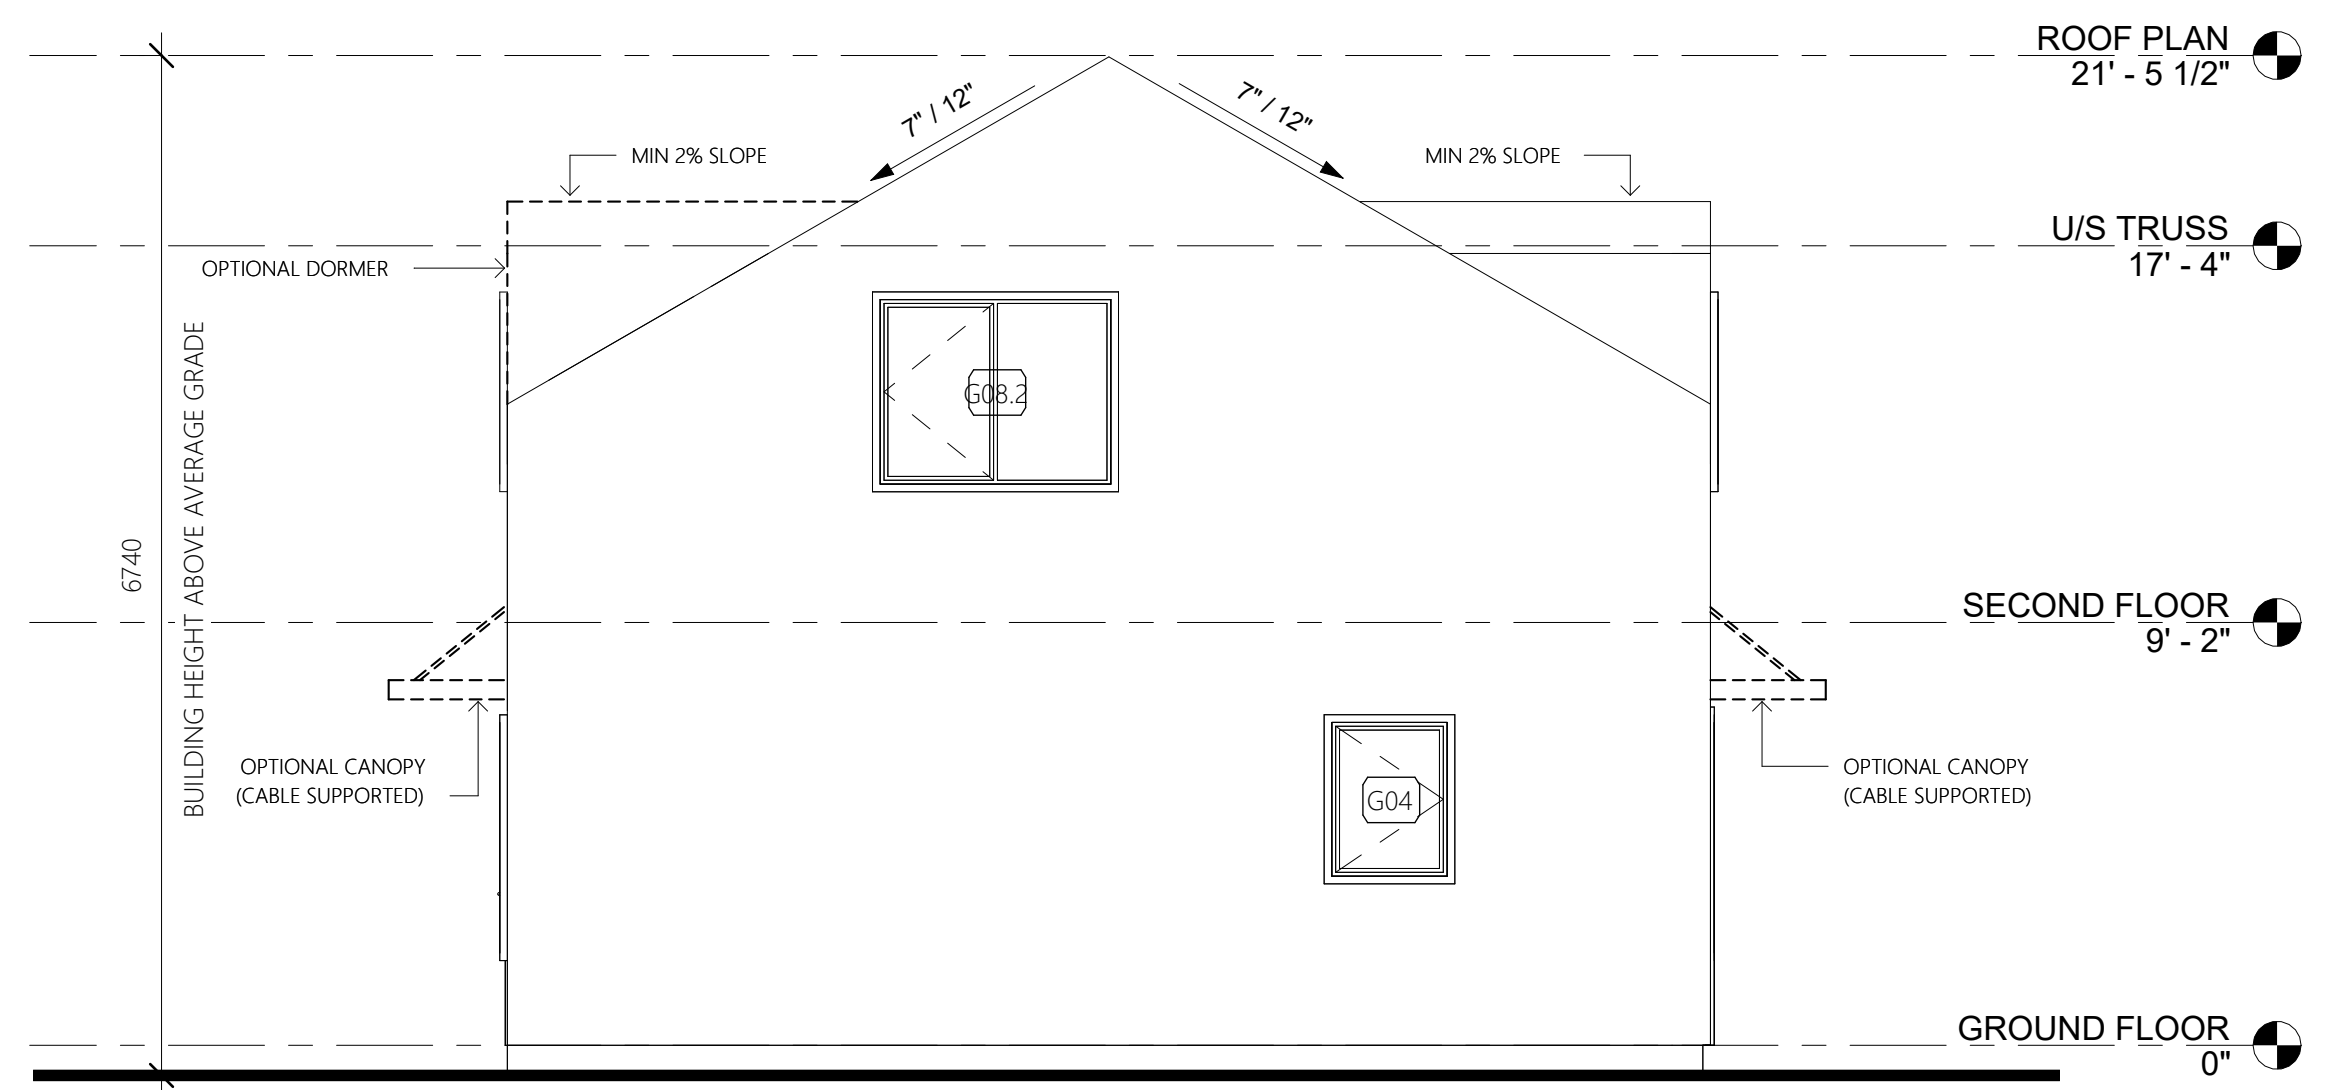 ROOF PLAN
21' - 5 1/2"
7" / 12"
7" / 12"
MIN 2% SLOPE
MIN 2% SLOPE
U/S TRUSS
17' - 4"
OPTIONAL DORMER
G08.2
BUILDING HEIGHT ABOVE AVERAGE GRADE
6740
SECOND FLOOR
9' - 2"
OPTIONAL CANOPY
(CABLE SUPPORTED)
G04
OPTIONAL CANOPY
(CABLE SUPPORTED)
GROUND FLOOR
0"